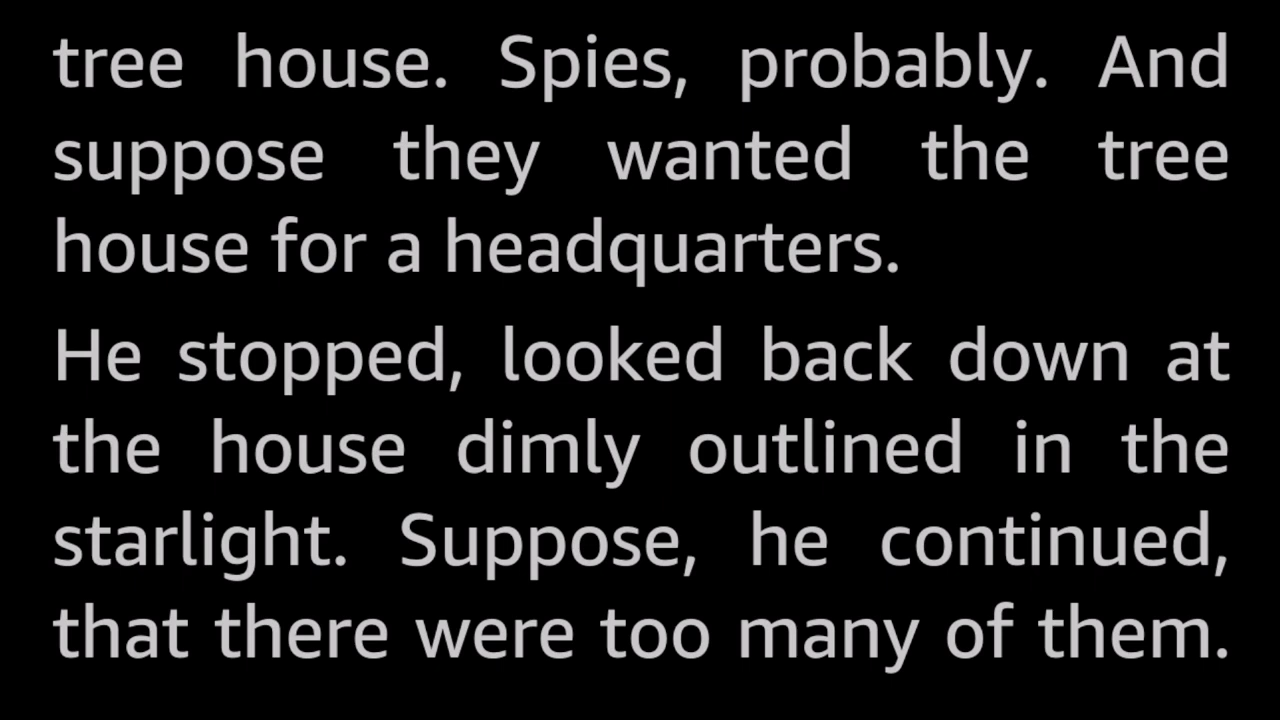 tree house. Spies, probably. And
suppose they wanted the tree
house for a headquarters.
He stopped, looked back down at
the house dimly outlined in the
starlight. Suppose, he continued,
that there were too many of them.